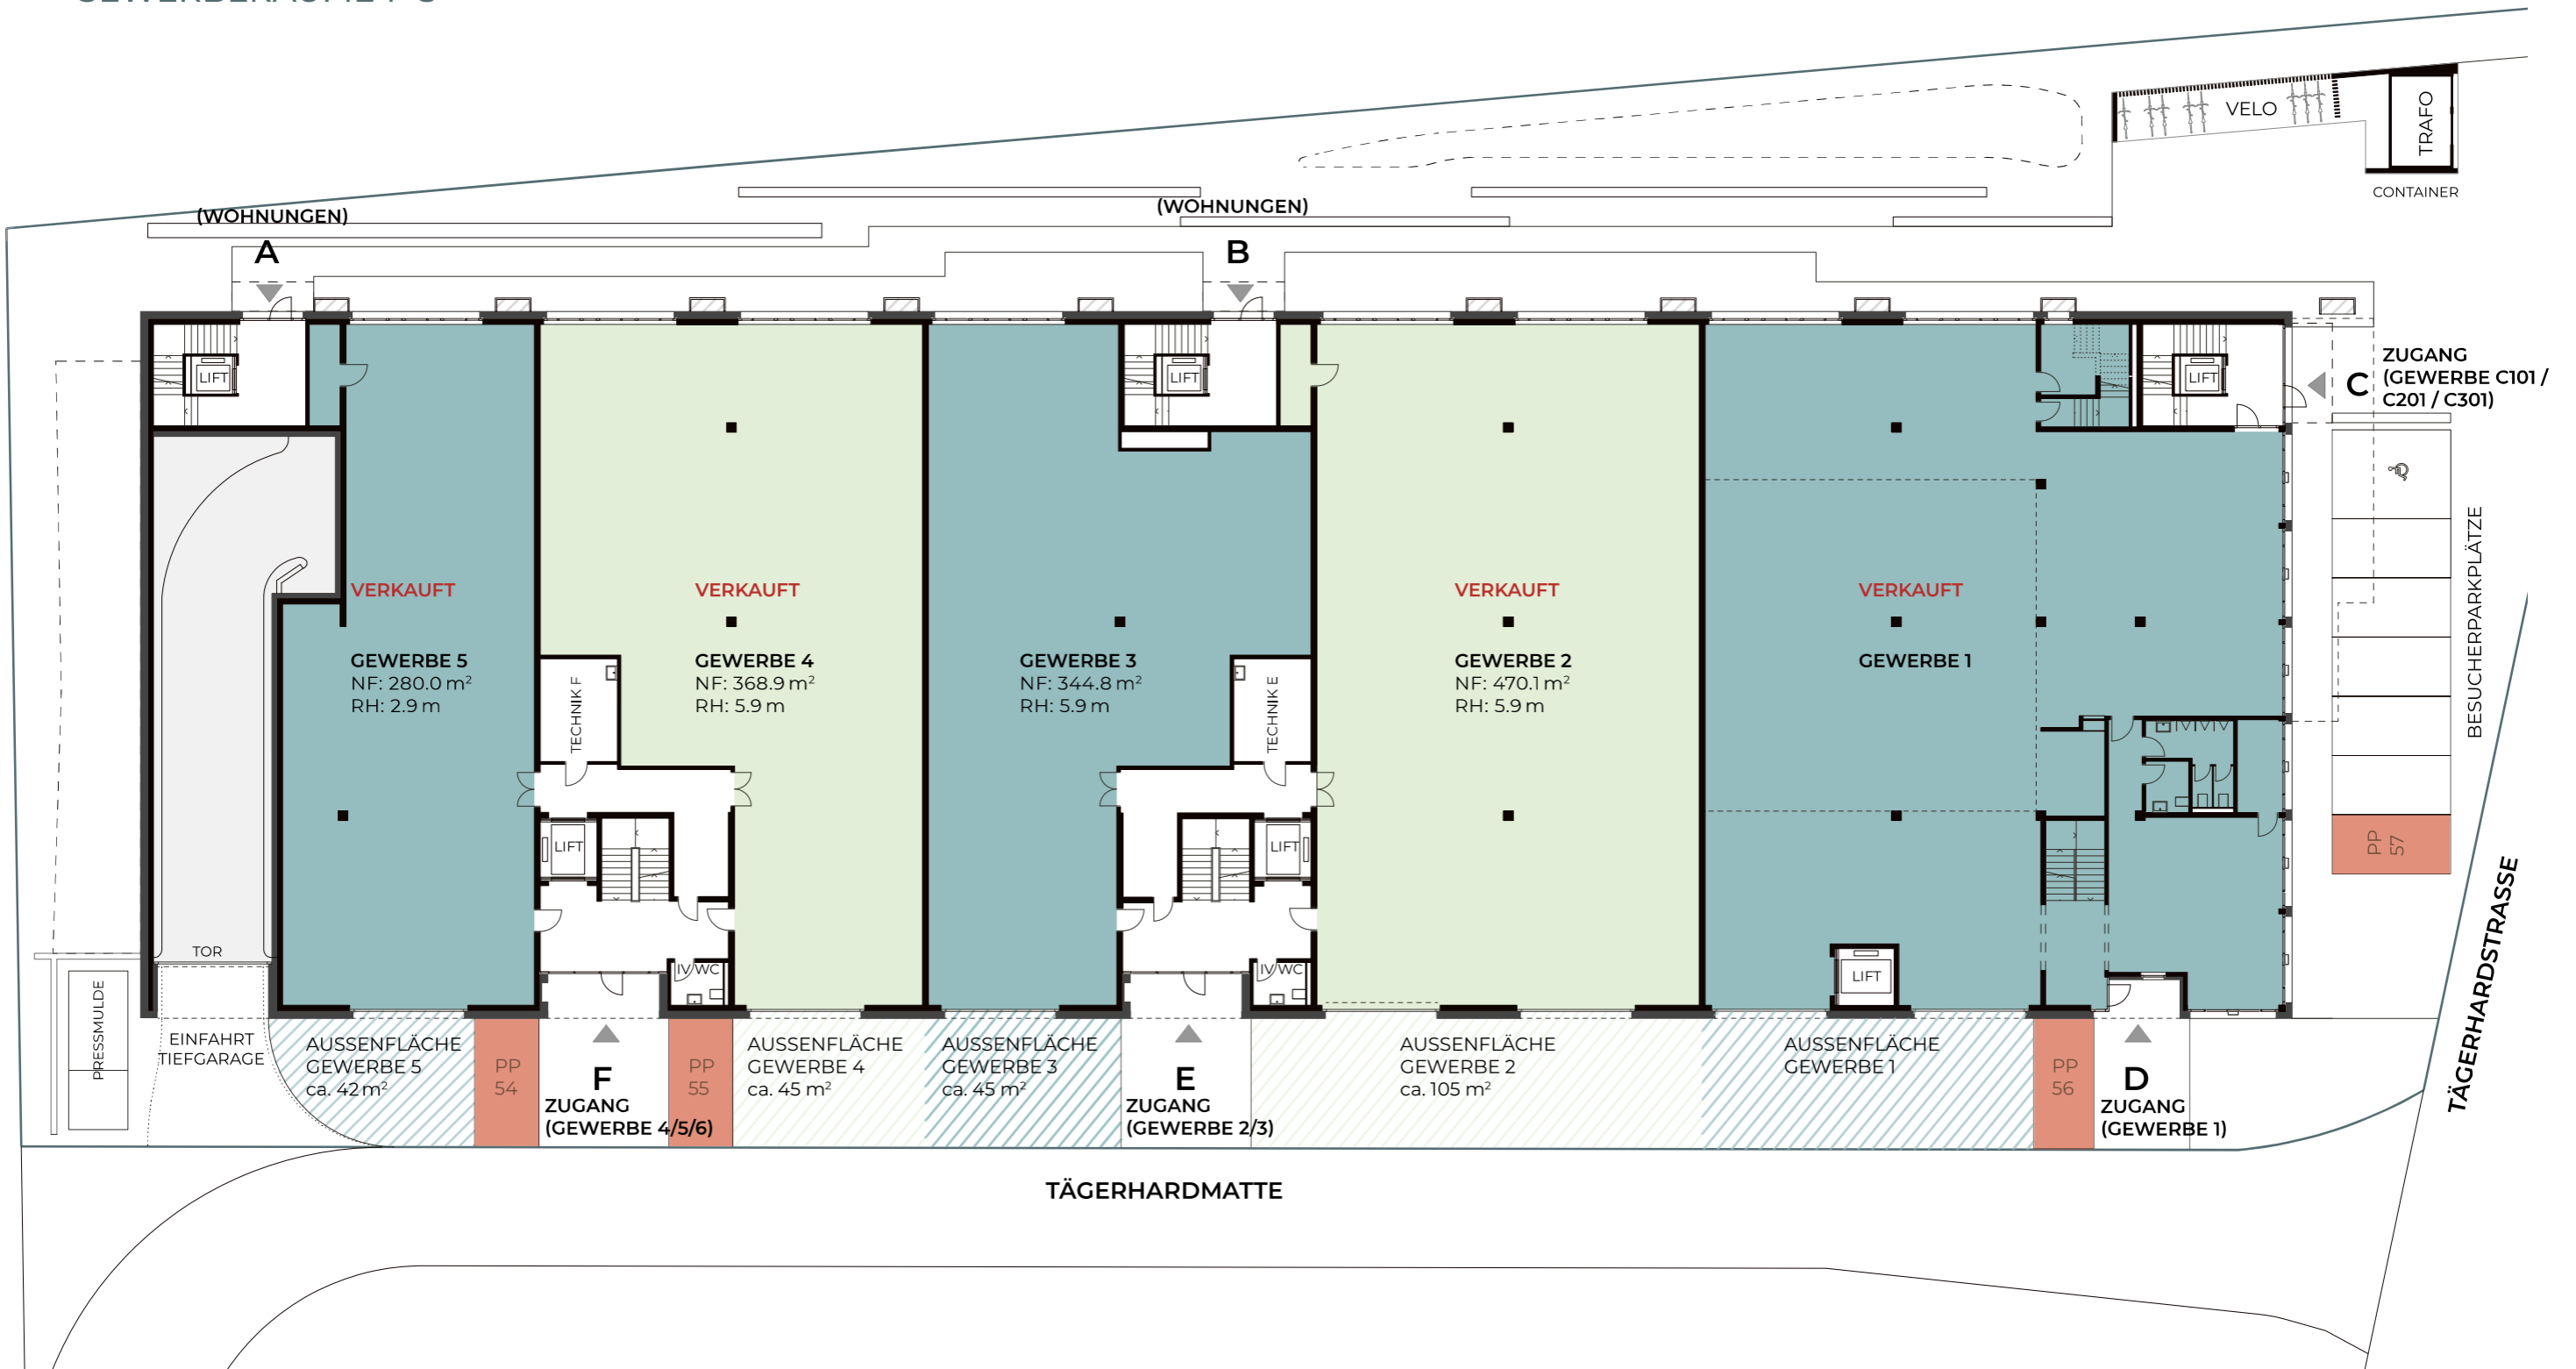 VELO
TRAFO
CONTAINER
(WOHNUNGEN)
A
(WOHNUNGEN)
B
LIFT
LIFT
LIFT
C
ZUGANG
(GEWERBE C101 /
C201 / C301)
BESUCHERPARKPLÄTZE
PP
57
VERKAUFT
GEWERBE 5
NF: 280.0 m²
RH: 2.9 m
TECHNIK F
VERKAUFT
GEWERBE 4
NF: 368.9 m²
RH: 5.9 m
GEWERBE 3
NF: 344.8 m²
RH: 5.9 m
TECHNIK E
VERKAUFT
GEWERBE 2
NF: 470.1 m²
RH: 5.9 m
VERKAUFT
GEWERBE 1
LIFT
LIFT
TOR
IV/WC
IV/WC
LIFT
PRESSMULDE
EINFAHRT
TIEFGARAGE
AUSSENFLÄCHE
GEWERBE 5
ca. 42 m²
PP
54
F
ZUGANG
(GEWERBE 4/5/6)
PP
55
AUSSENFLÄCHE
GEWERBE 4
ca. 45 m²
AUSSENFLÄCHE
GEWERBE 3
ca. 45 m²
E
ZUGANG
(GEWERBE 2/3)
AUSSENFLÄCHE
GEWERBE 2
ca. 105 m²
AUSSENFLÄCHE
GEWERBE 1
PP
56
D
ZUGANG
(GEWERBE 1)
TÄGERHARDSTRASSE
TÄGERHARDMATTE